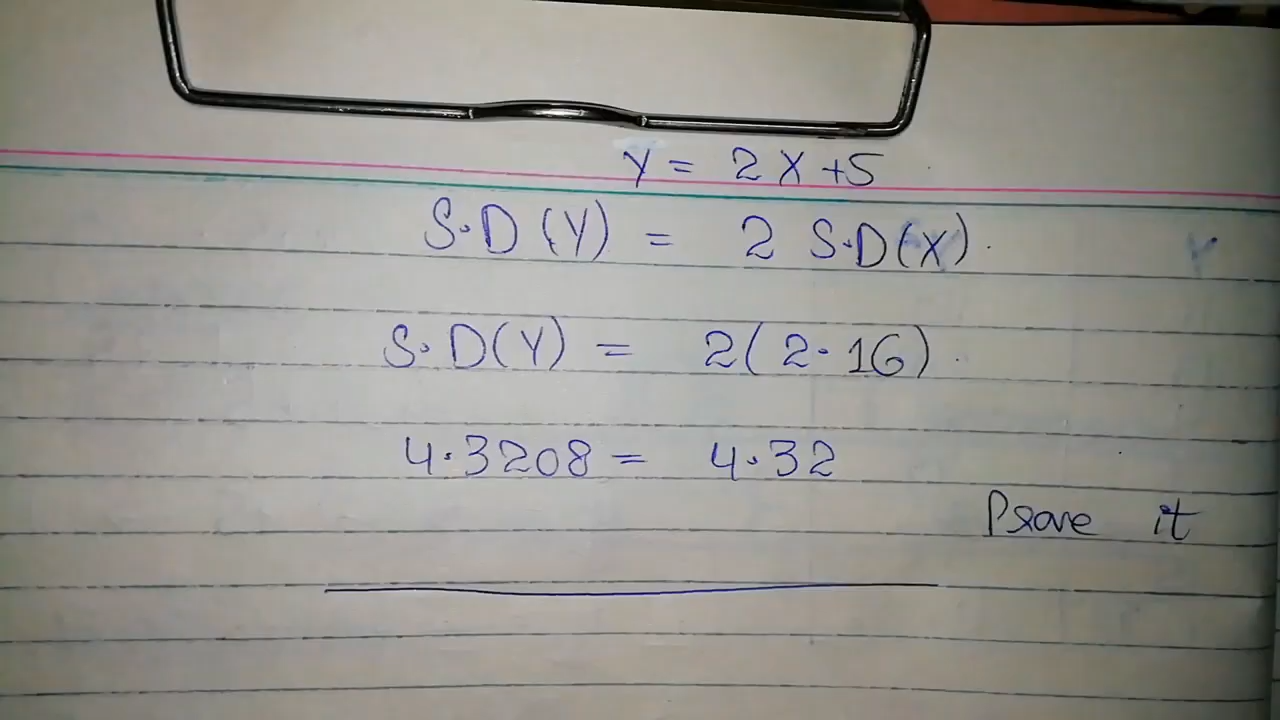 Y = 2X+5
S.D(Y) = 2 S.D(X).
S.D(Y) = 2(2.16).
4.3208 = 4.32
Prove it